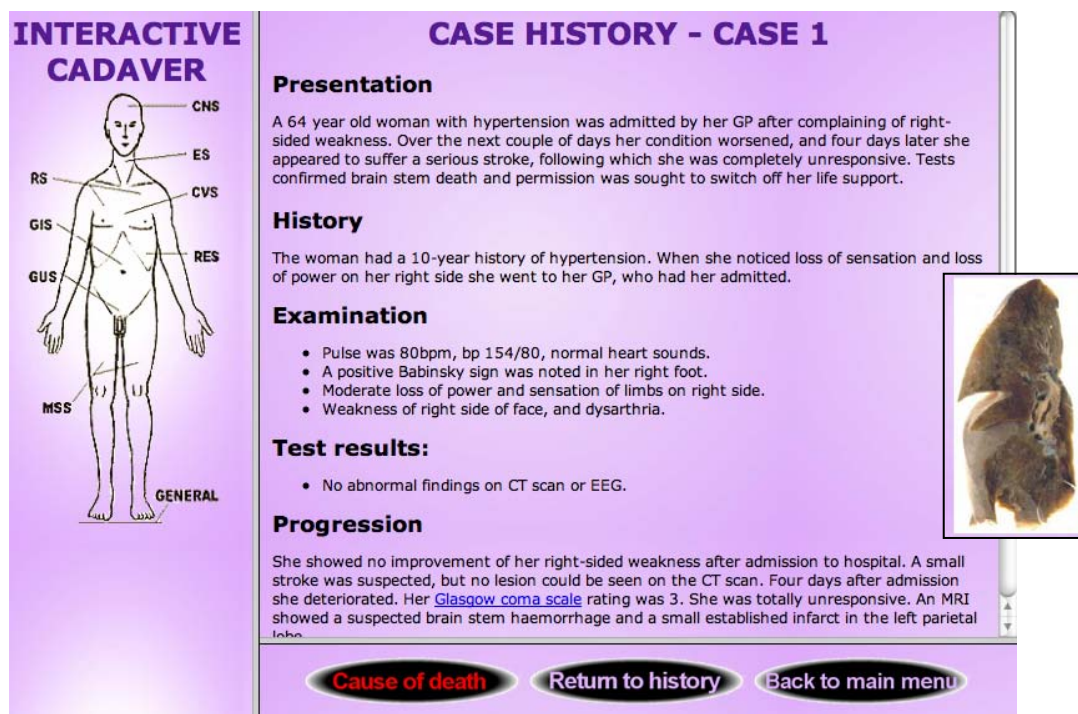 INTERACTIVE
CADAVER
CNS
ES
RS
CVS
GIS
RES
GUS
MSS
GENERAL
CASE HISTORY - CASE 1
Presentation
A 64 year old woman with hypertension was admitted by her GP after complaining of right-
sided weakness. Over the next couple of days her condition worsened, and four days later she
appeared to suffer a serious stroke, following which she was completely unresponsive. Tests
confirmed brain stem death and permission was sought to switch off her life support.
History
The woman had a 10-year history of hypertension. When she noticed loss of sensation and loss
of power on her right side she went to her GP, who had her admitted.
Examination
• Pulse was 80bpm, bp 154/80, normal heart sounds.
• A positive Babinsky sign was noted in her right foot.
• Moderate loss of power and sensation of limbs on right side.
• Weakness of right side of face, and dysarthria.
Test results:
• No abnormal findings on CT scan or EEG.
Progression
She showed no improvement of her right-sided weakness after admission to hospital. A small
stroke was suspected, but no lesion could be seen on the CT scan. Four days after admission
she deteriorated. Her Glasgow coma scale rating was 3. She was totally unresponsive. An MRI
showed a suspected brain stem haemorrhage and a small established infarct in the left parietal
lobe
Cause of death
Return to history
Back to main menu